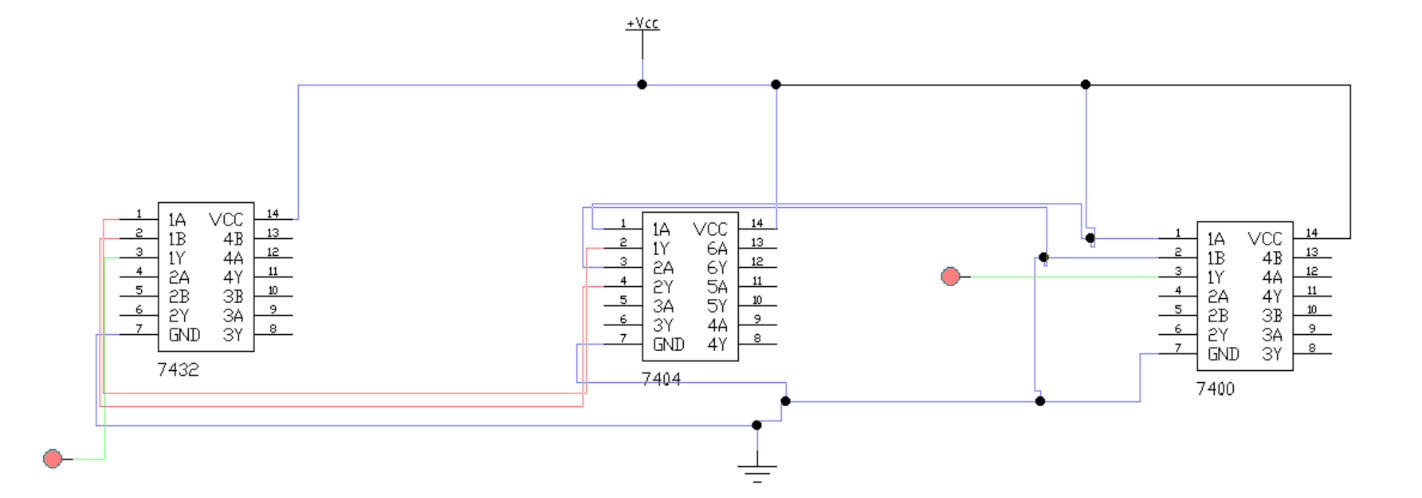 +Vcc
1 1A VCC 14
2 1B 4B 13
3 1Y 4A 12
4 2A 4Y 11
5 2B 3B 10
6 2Y 3A 9
7 GND 3Y 8
7432
1 1A VCC 14
2 1Y 6A 13
3 2A 6Y 12
4 2Y 5A 11
5 3A 5Y 10
6 3Y 4A 9
7 GND 4Y 8
7404
1 1A VCC 14
2 1B 4B 13
3 1Y 4A 12
4 2A 4Y 11
5 2B 3B 10
6 2Y 3A 9
7 GND 3Y 8
7400